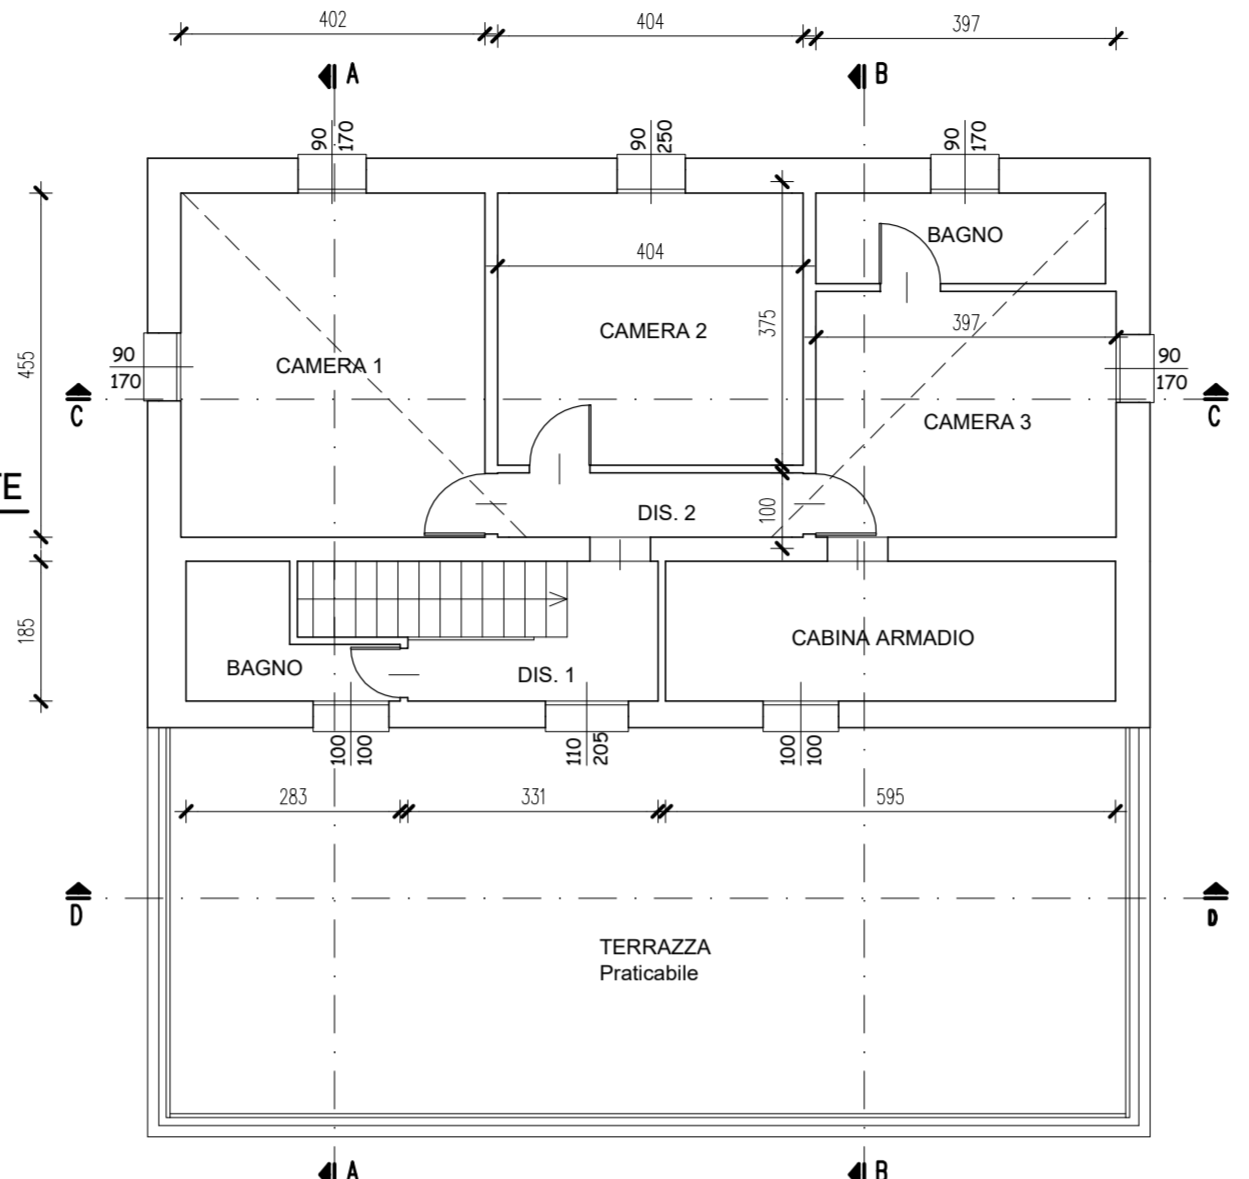 402
404
397
A
B
90
170
90
250
90
170
BAGNO
404
CAMERA 2
375
397
455
90
170
CAMERA 1
90
170
C
C
CAMERA 3
TE
100
DIS. 2
185
BAGNO
DIS. 1
CABINA ARMADIO
100
100
110
205
100
100
283
331
595
D
D
TERRAZZA
Praticabile
A
B